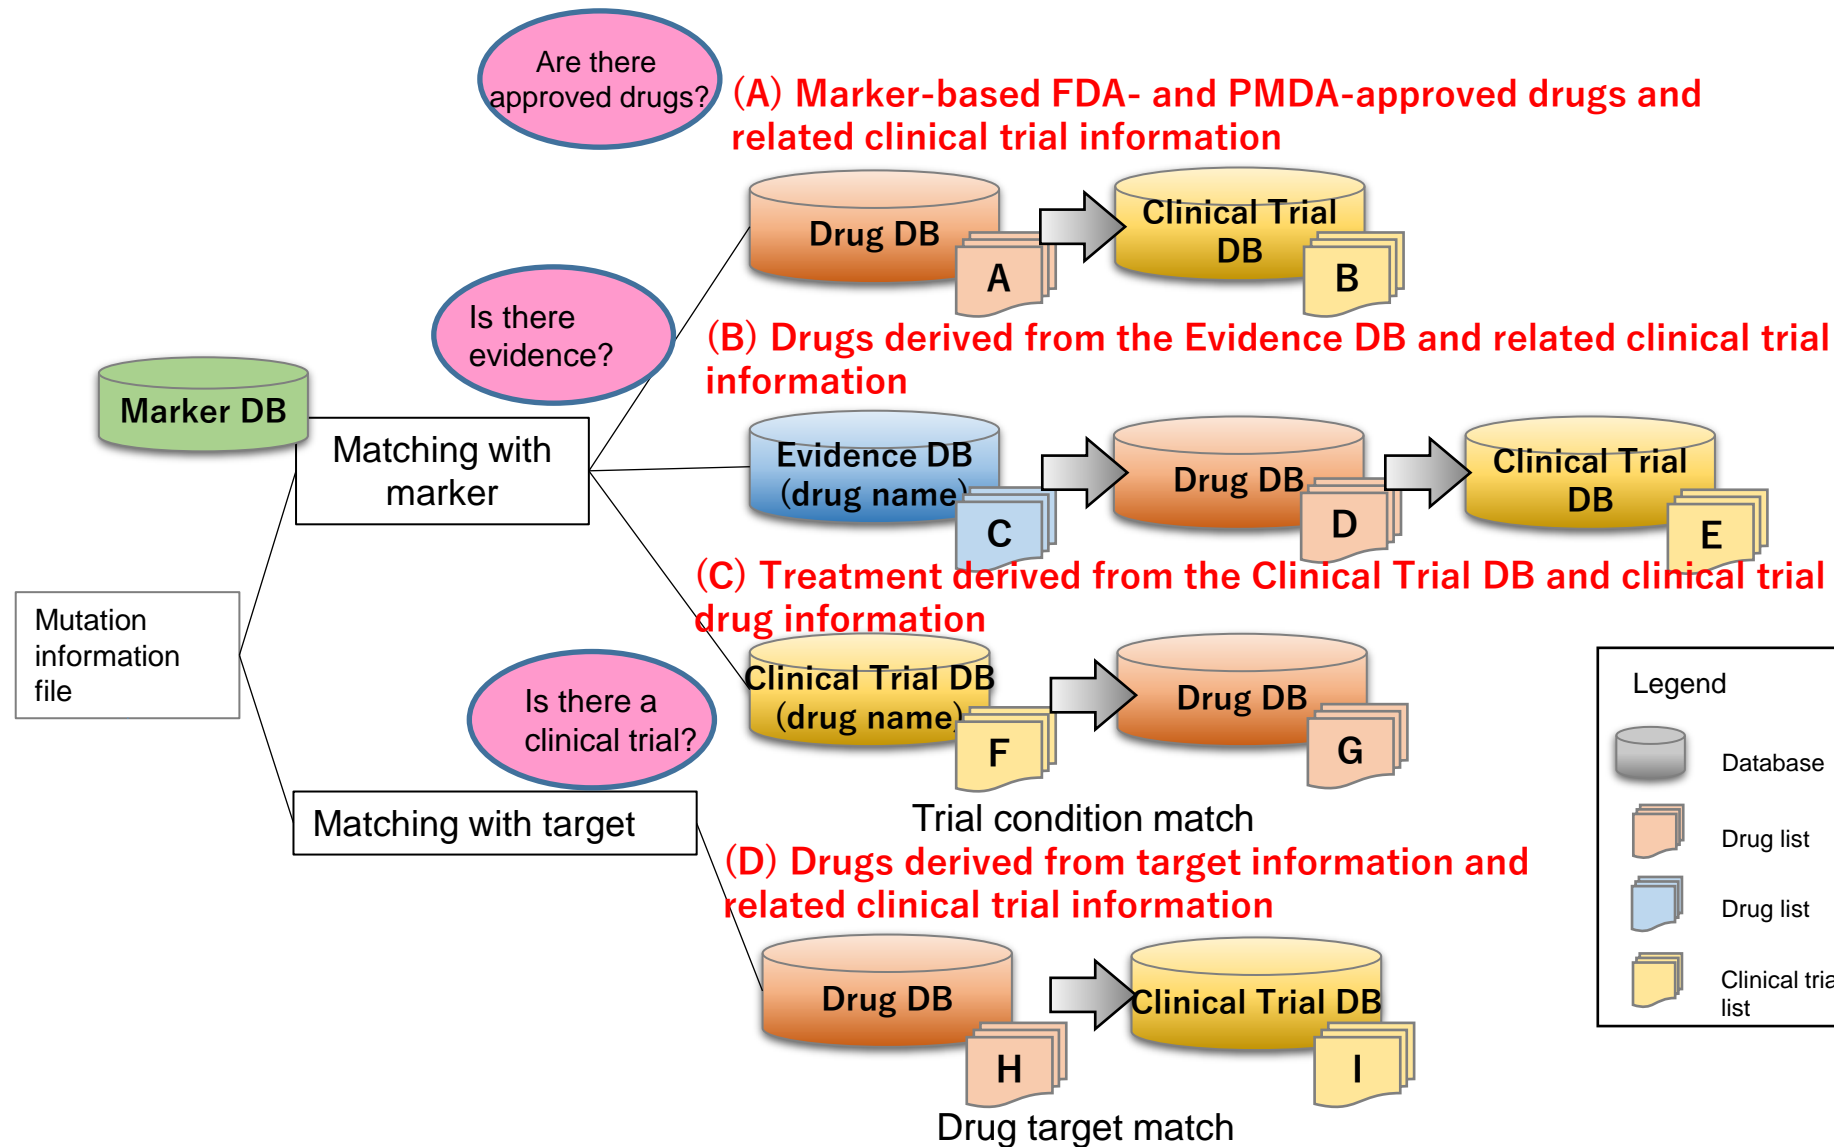 Are there
approved drugs?
(A) Marker-based FDA- and PMDA-approved drugs and
related clinical trial information
Drug DB
A
Clinical Trial
DB
B
Is there
evidence?
(B) Drugs derived from the Evidence DB and related clinical trial
information
Marker DB
Matching with
marker
Evidence DB
(drug name)
C
Drug DB
D
Clinical Trial
DB
E
(C) Treatment derived from the Clinical Trial DB and clinical trial
drug information
Mutation
information
file
Is there a
clinical trial?
Clinical Trial DB
(drug name)
F
Drug DB
G
Trial condition match
Matching with target
(D) Drugs derived from target information and
related clinical trial information
Drug DB
H
Clinical Trial DB
I
Drug target match
Legend
Database
Drug list
Drug list
Clinical tria
list